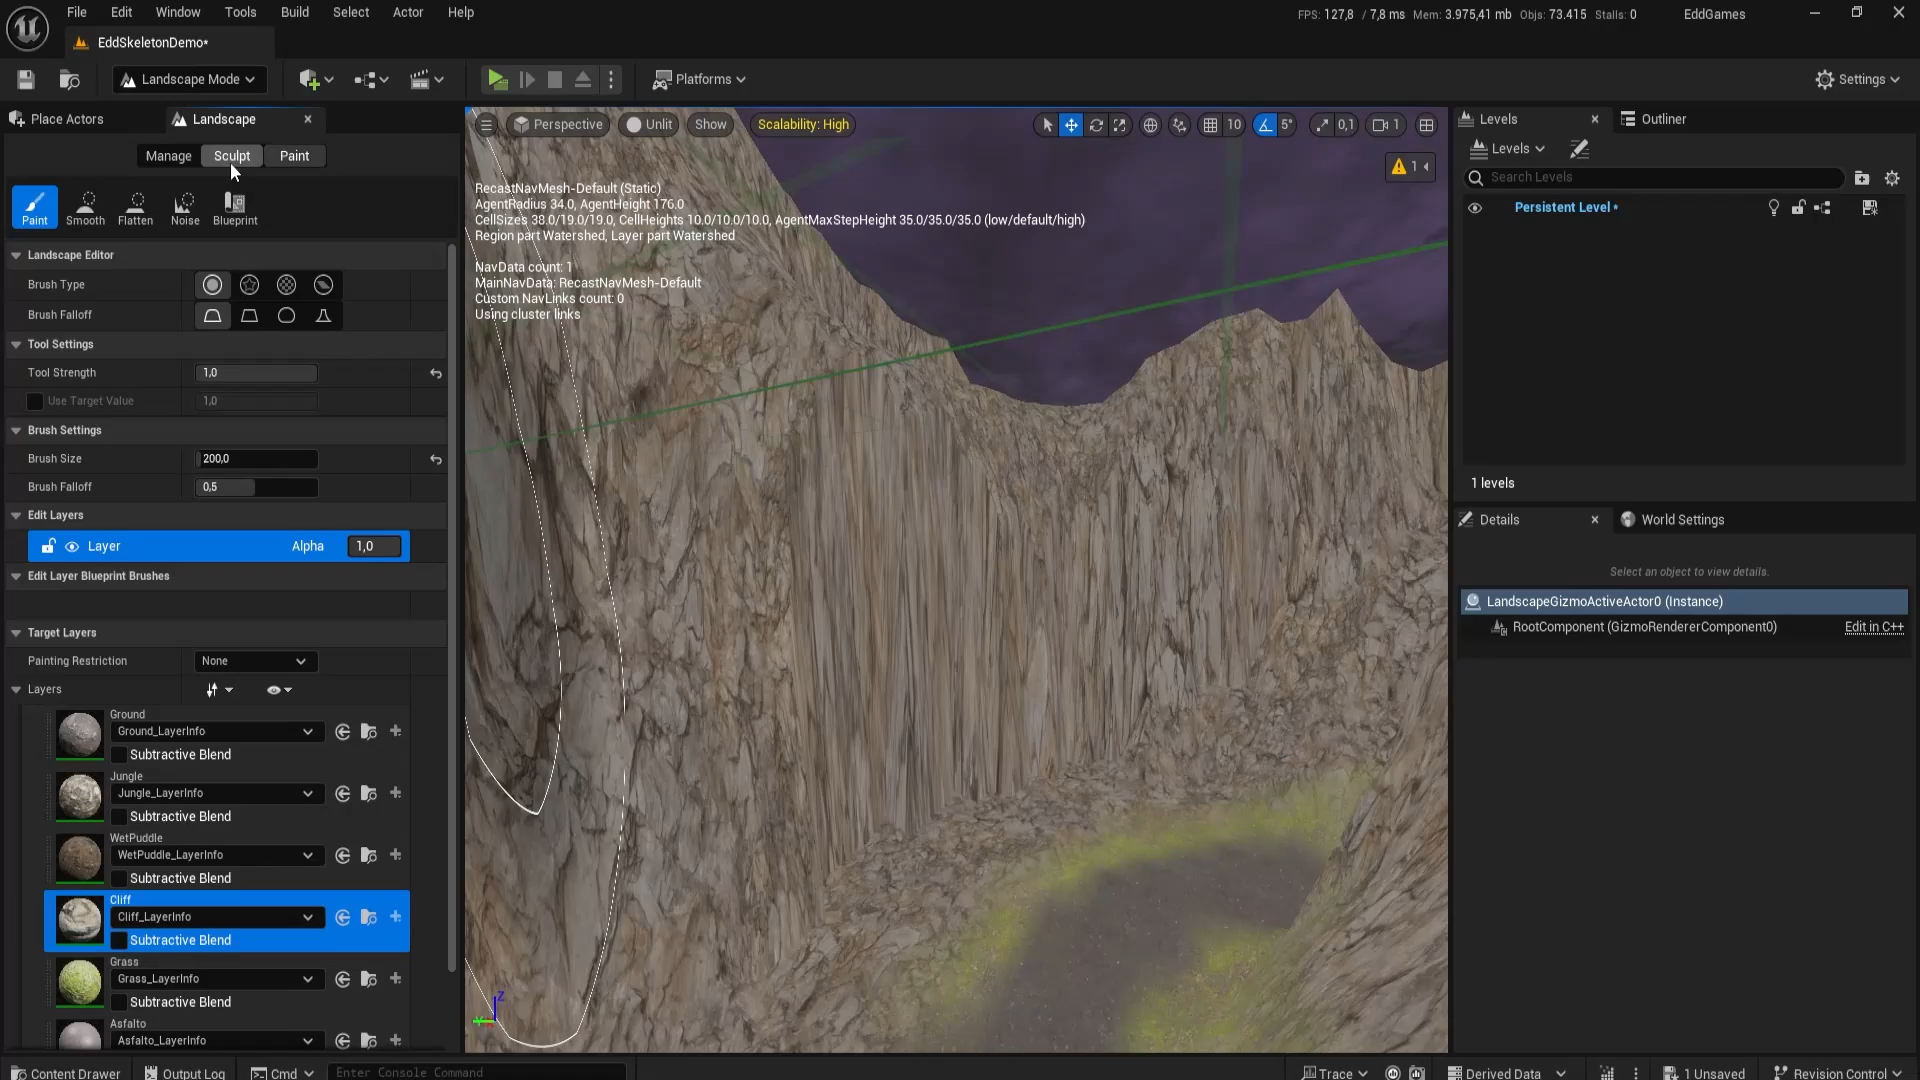 File Edit Window Tools Build Select Actor Help
FPS: 127,8 / 7,8 ms Mem: 3.975,41 mb Objs: 73.415 Stalls: 0 EddGames
EddSkeletonDemo*
Landscape Mode
Platforms
Settings
Place Actors
Landscape
Perspective
Unlit
Show
Scalability: High
10
5°
0,1
1
Levels
Outliner
Manage
Sculpt
Paint
1
Levels
Search Levels
Paint
Smooth
Flatten
Noise
Blueprint
RecastNavMesh-Default (Static)
AgentRadius 34.0, AgentHeight 176.0
CellSizes 38.0/19.0/19.0, CellHeights 10.0/10.0/10.0, AgentMaxStepHeight 35.0/35.0/35.0 (low/default/high)
Region part Watershed, Layer part Watershed
NavData count: 1
MainNavData: RecastNavMesh-Default
Custom NavLinks count: 0
Using cluster links
Persistent Level •
Landscape Editor
Brush Type
Brush Falloff
Tool Settings
Tool Strength 1,0
Use Target Value 1,0
Brush Settings
Brush Size 200,0
Brush Falloff 0,5
Edit Layers
Layer Alpha 1,0
Edit Layer Blueprint Brushes
Target Layers
Painting Restriction None
Layers
Ground
Ground_LayerInfo
Subtractive Blend
Jungle
Jungle_LayerInfo
Subtractive Blend
WetPuddle
WetPuddle_LayerInfo
Subtractive Blend
Cliff
Cliff_LayerInfo
Subtractive Blend
Grass
Grass_LayerInfo
Subtractive Blend
Asfalto
Asfalto_LayerInfo
Z
Y
1 levels
Details
World Settings
Select an object to view details.
LandscapeGizmoActiveActor0 (Instance)
RootComponent (GizmoRendererComponent0) Edit in C++
Content Drawer
Output Log
Cmd
Enter Console Command
Trace
Derived Data
1 Unsaved
Revision Control